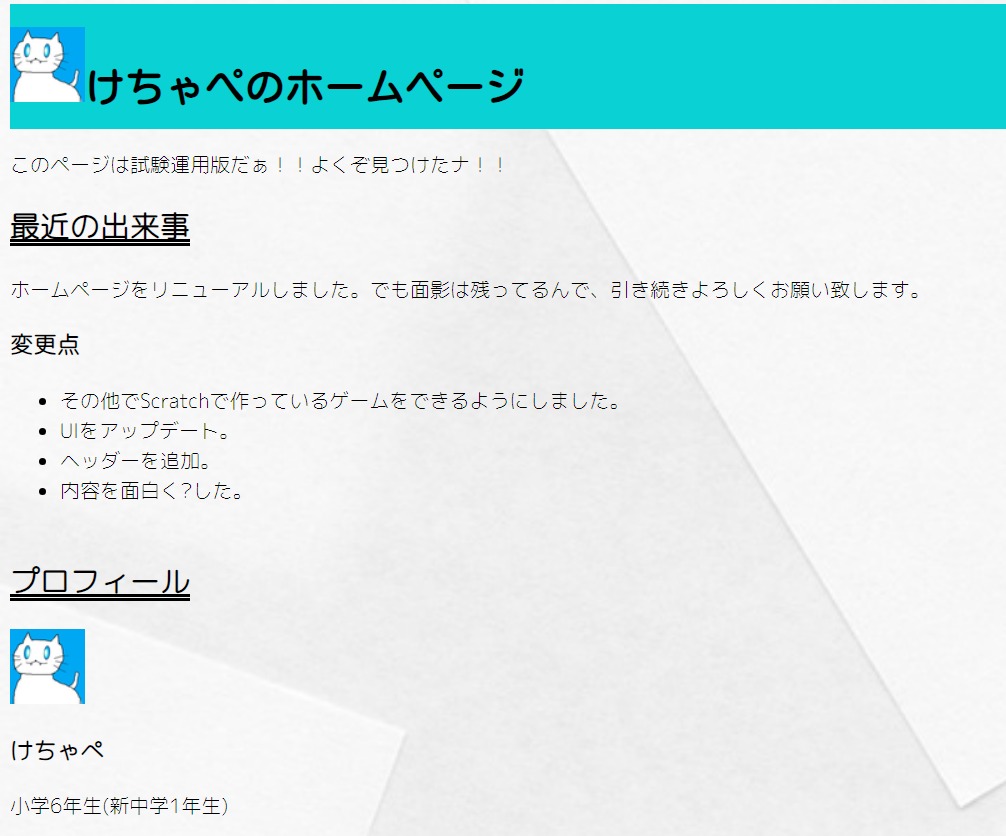 けちゃぺのホームページ
このページは試験運用版だぁ！！よくぞ見つけたナ！！
最近の出来事
ホームページをリニューアルしました。でも面影は残ってるんで、引き続きよろしくお願い致します。
変更点
その他でScratchで作っているゲームをできるようにしました。
UIをアップデート。
ヘッダーを追加。
内容を面白く?した。
プロフィール
けちゃぺ
小学6年生(新中学1年生)